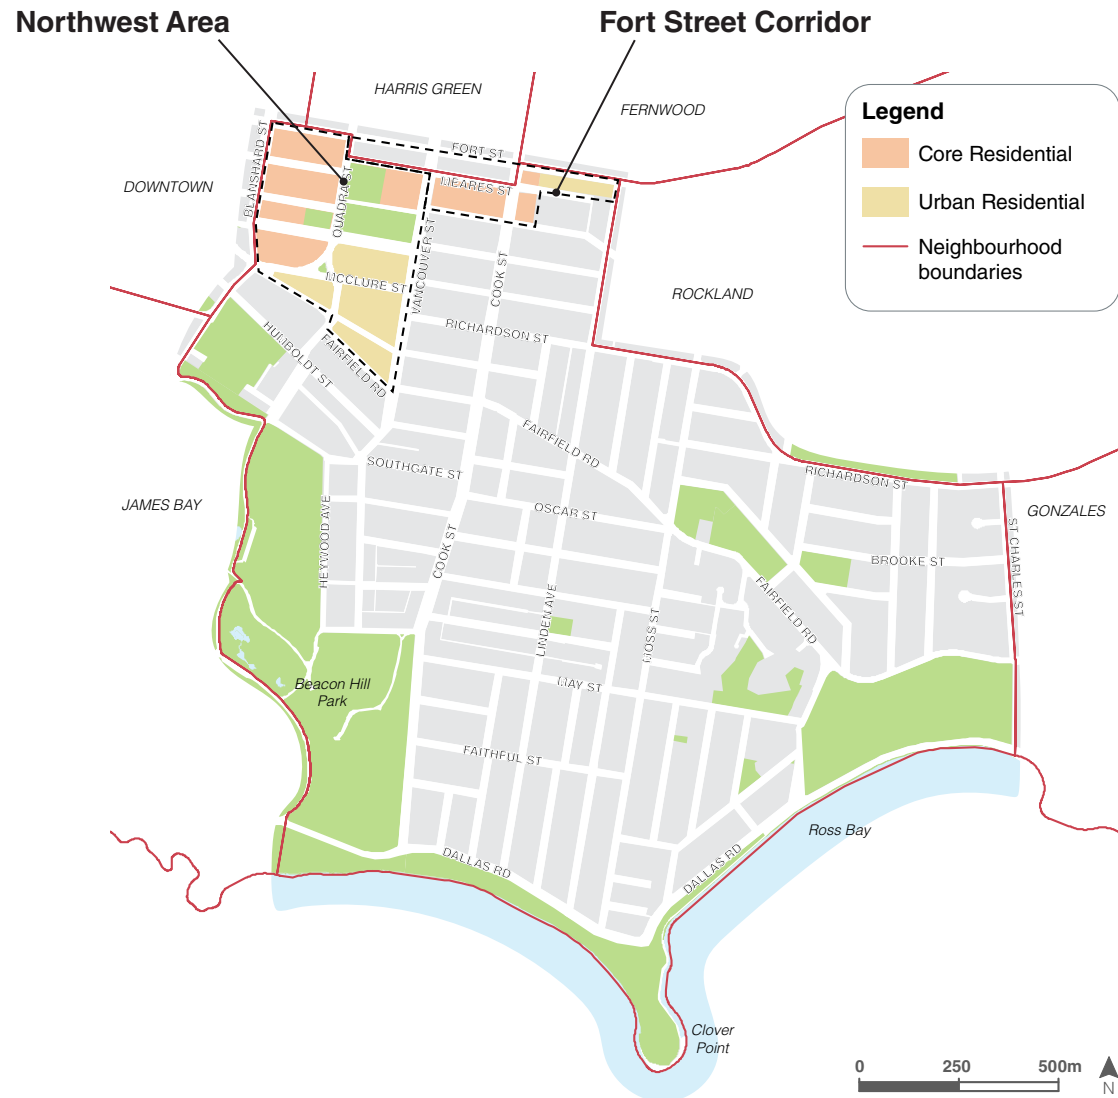 Northwest Area
Fort Street Corridor
HARRIS GREEN
FERNWOOD
Legend
Core Residential
Urban Residential
Neighbourhood
boundaries
DOWNTOWN
BLANSHARD ST
FORT ST
MEARES ST
QUADRA ST
VANCOUVER ST
COOK ST
MCCLURE ST
ROCKLAND
RICHARDSON ST
HUMBOLDT ST
FAIRFIELD RD
FAIRFIELD RD
SOUTHGATE ST
RICHARDSON ST
JAMES BAY
HEYWOOD AVE
OSCAR ST
GONZALES
COOK ST
BROOKE ST
ST CHARLES ST
LINDEN AVE
MOSS ST
FAIRFIELD RD
MAY ST
Beacon Hill
Park
FAITHFUL ST
Ross Bay
DALLAS RD
DALLAS RD
Clover
Point
0 250 500m
N